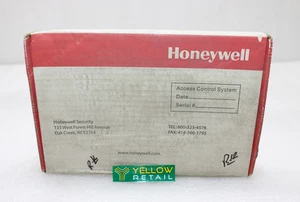 Honeywell
Access Control System
Date
Serial #
Honeywell Security
135 West Forest Hill Avenue
Oak Creek, WI 53154
TEL:800-323-4576
FAX:414-766-1798
www.honeywell.com
YELLOW
RETAIL